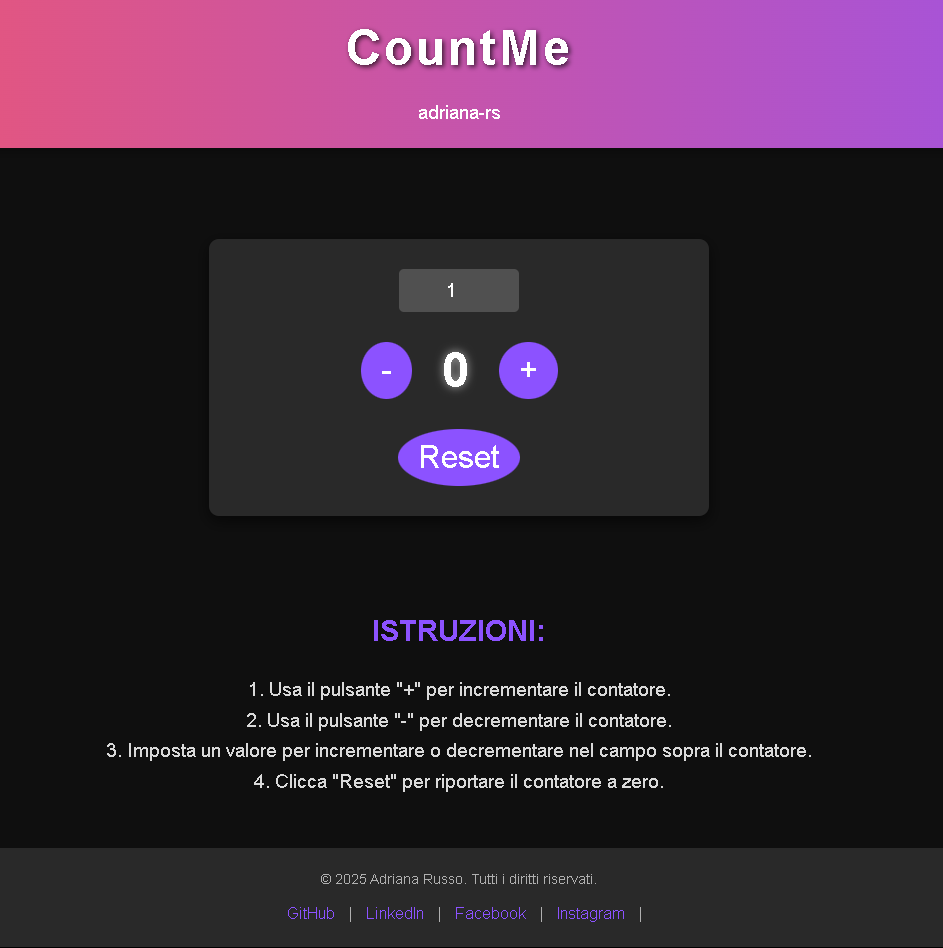 CountMe
adriana-rs
1
- 0 +
Reset
ISTRUZIONI:
1. Usa il pulsante "+" per incrementare il contatore.
2. Usa il pulsante "-" per decrementare il contatore.
3. Imposta un valore per incrementare o decrementare nel campo sopra il contatore.
4. Clicca "Reset" per riportare il contatore a zero.
© 2025 Adriana Russo. Tutti i diritti riservati.
GitHub | LinkedIn | Facebook | Instagram |